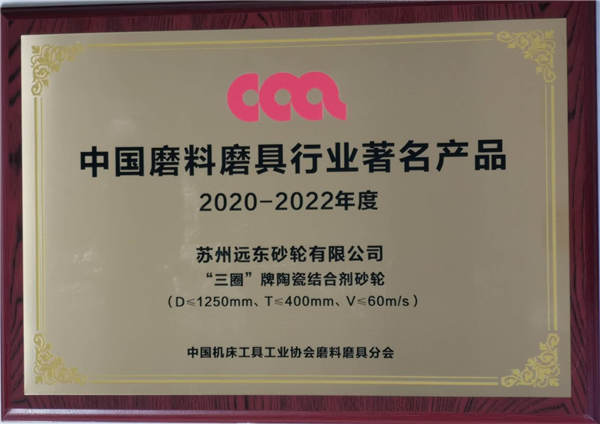 中国磨料磨具行业著名产品
2020-2022年度
苏州远东砂轮有限公司
“三圈”牌陶瓷结合剂砂轮
（D≤1250mm、T≤400mm、V≤60m/s）
中国机床工具工业协会磨料磨具分会